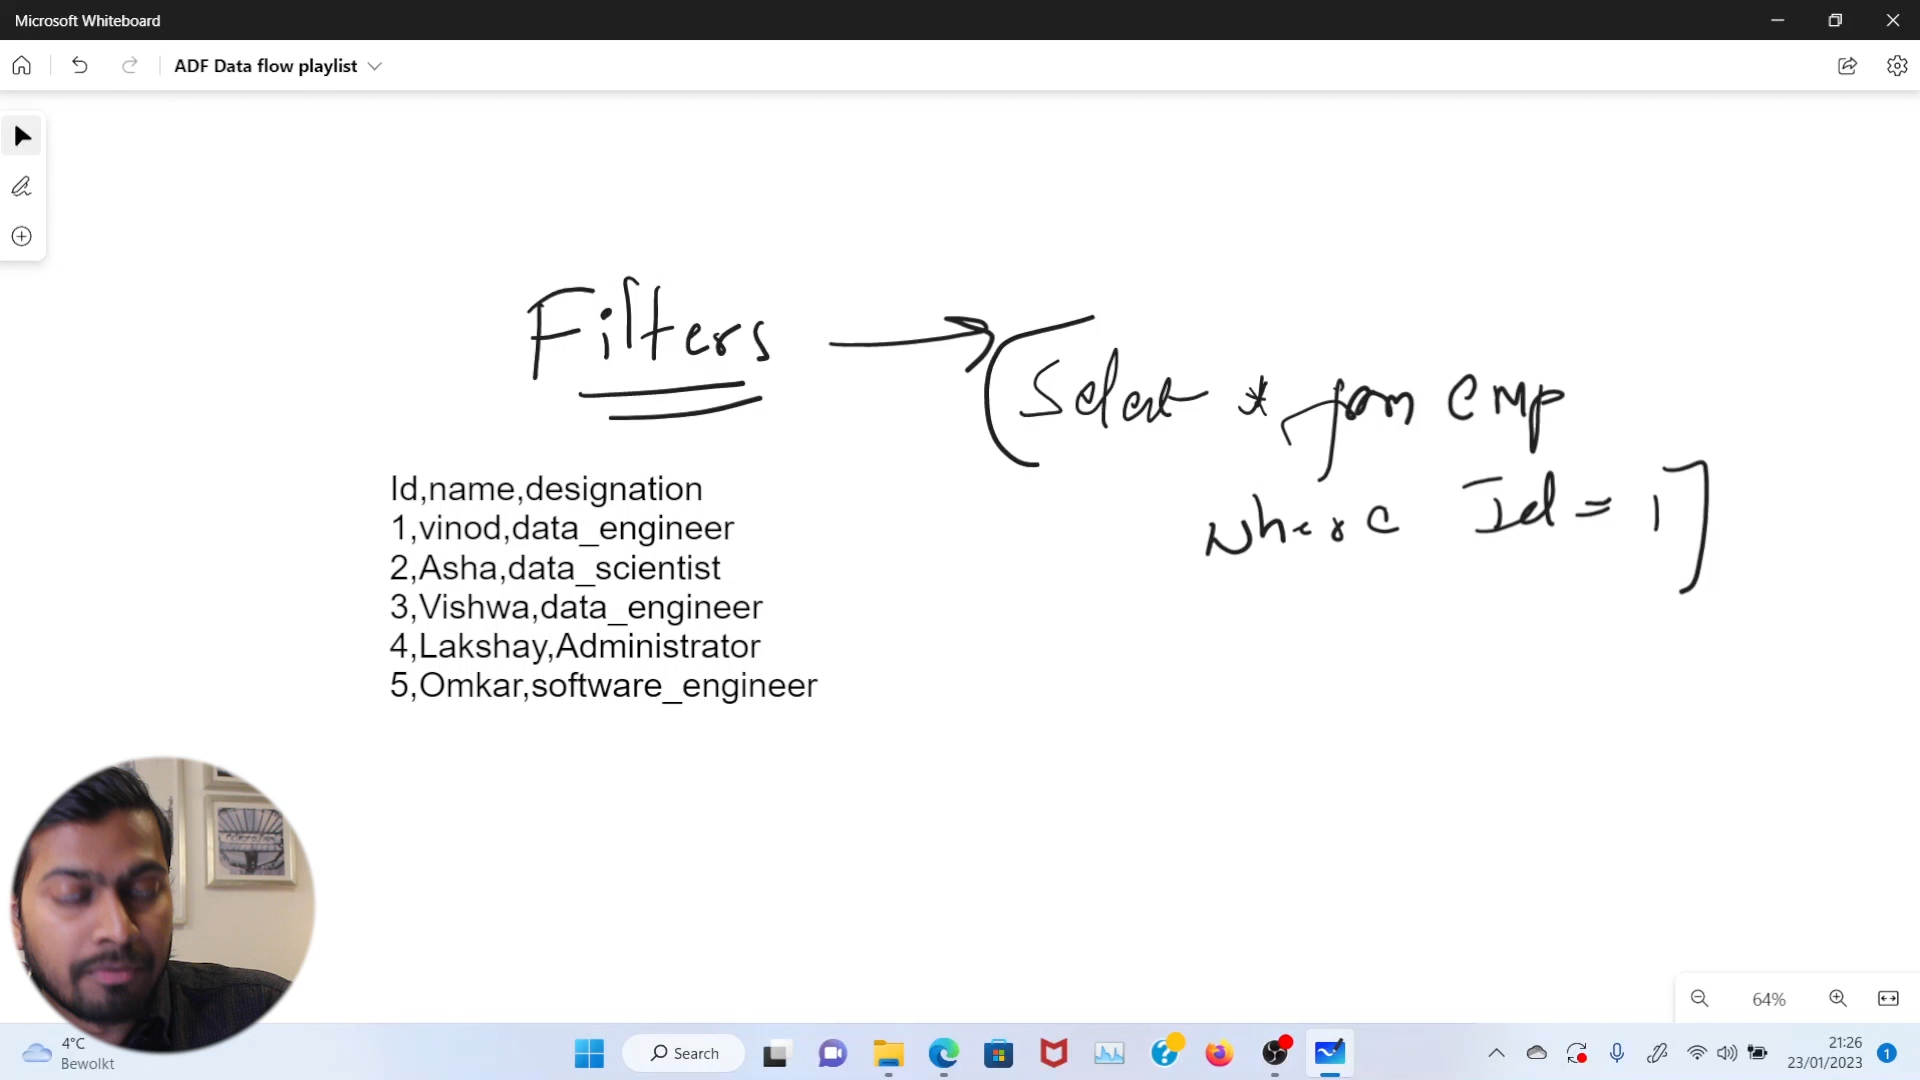 Microsoft Whiteboard
ADF Data flow playlist
Filters
Select * from emp
where Id = 1
Id,name,designation
1,vinod,data_engineer
2,Asha,data_scientist
3,Vishwa,data_engineer
4,Lakshay,Administrator
5,Omkar,software_engineer
64%
4°C
Bewolkt
Search
21:26
23/01/2023
1